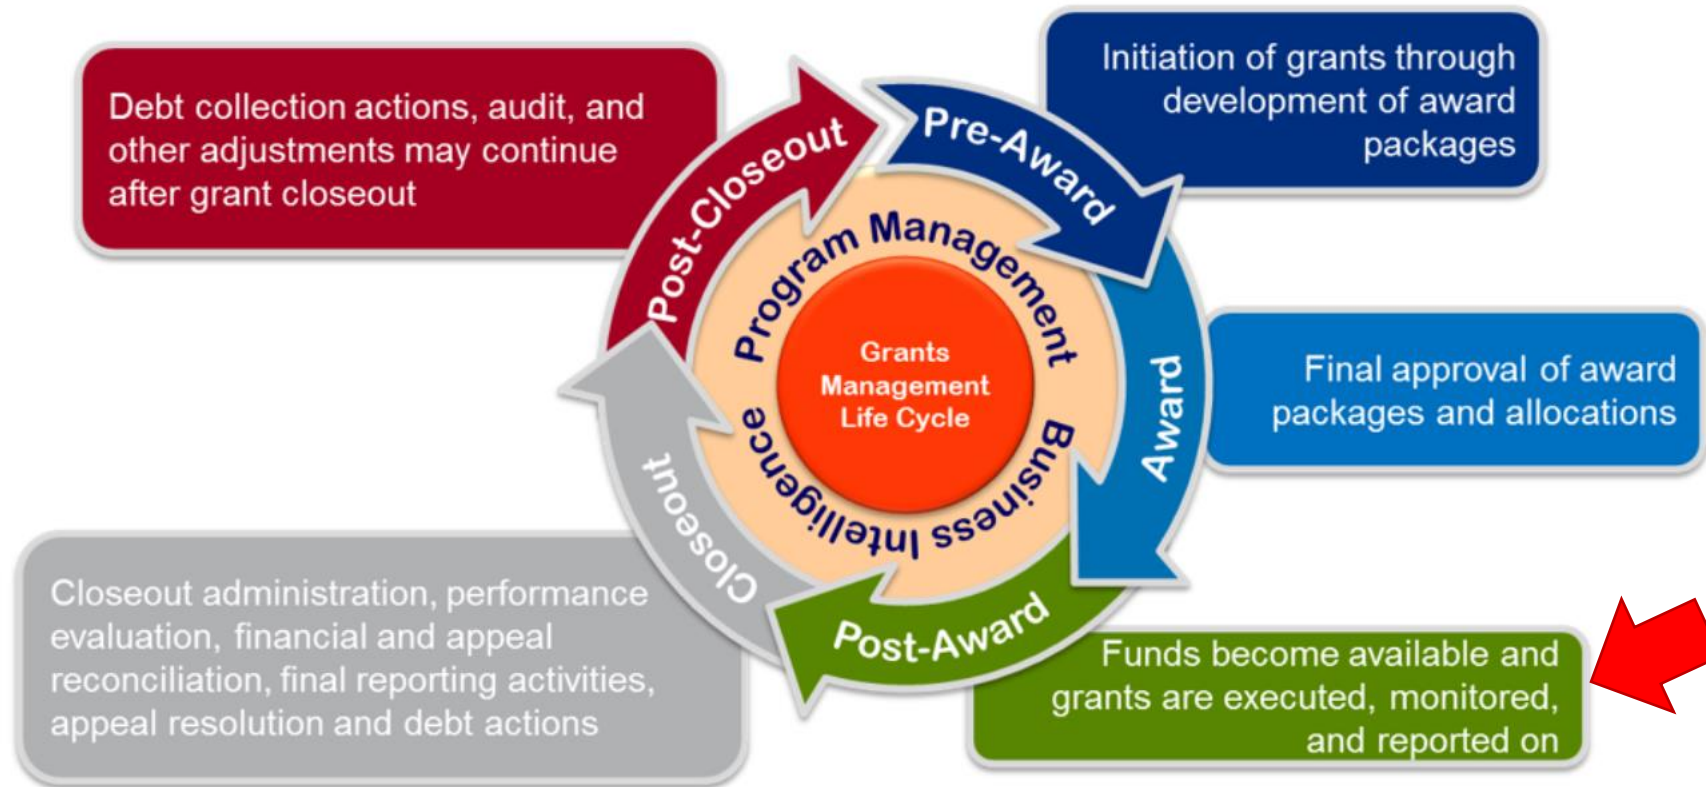 Debt collection actions, audit, and
other adjustments may continue
after grant closeout
Initiation of grants through
development of award
packages
Final approval of award
packages and allocations
Funds become available and
grants are executed, monitored,
and reported on
Closeout administration, performance
evaluation, financial and appeal
reconciliation, final reporting activities,
appeal resolution and debt actions
Pre-Award
Award
Post-Award
Closeout
Post-Closeout
Program Management
Business Intelligence
Grants
Management
Life Cycle